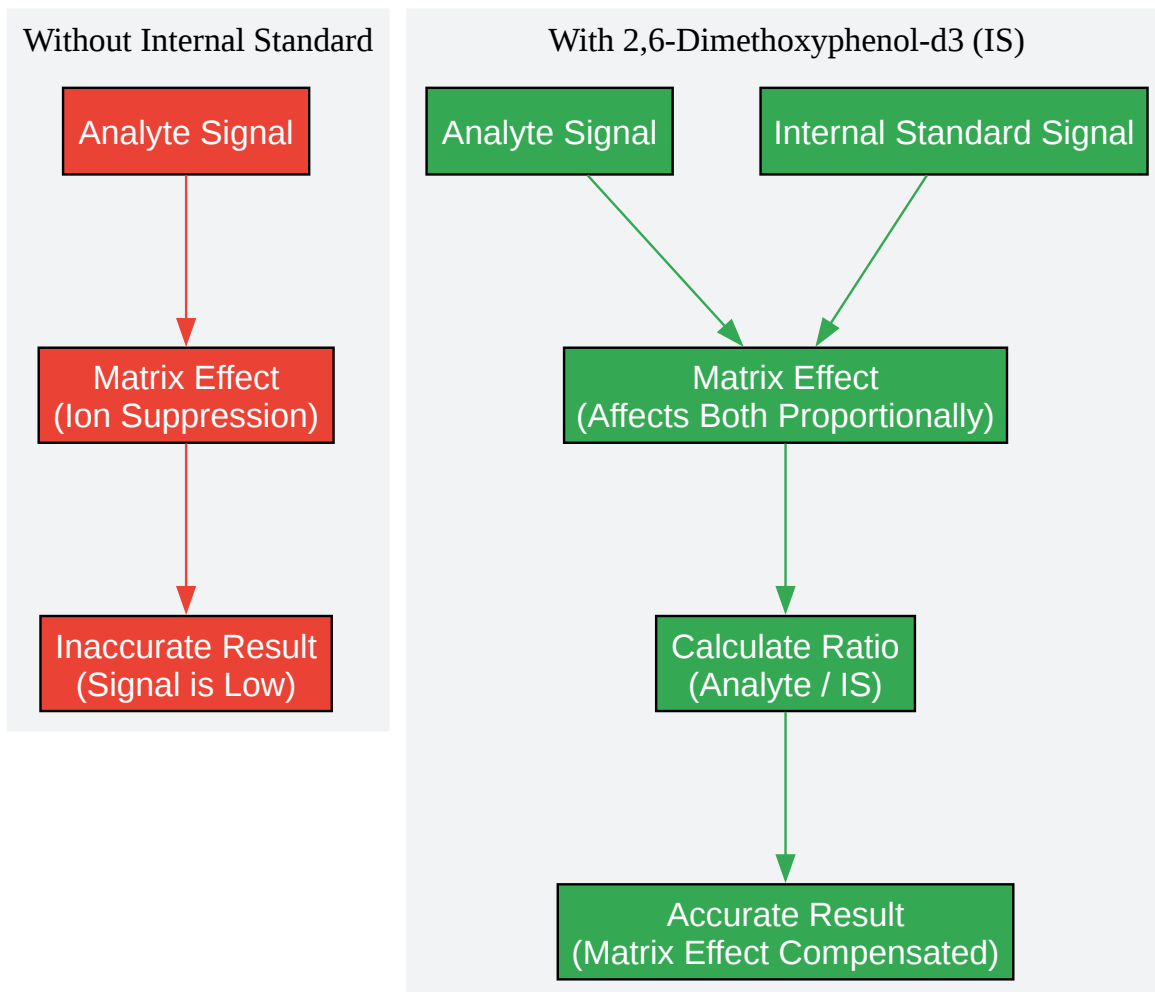 Without Internal Standard
Analyte Signal
Matrix Effect
(Ion Suppression)
Inaccurate Result
(Signal is Low)
With 2,6-Dimethoxyphenol-d3 (IS)
Analyte Signal
Internal Standard Signal
Matrix Effect
(Affects Both Proportionally)
Calculate Ratio
(Analyte / IS)
Accurate Result
(Matrix Effect Compensated)